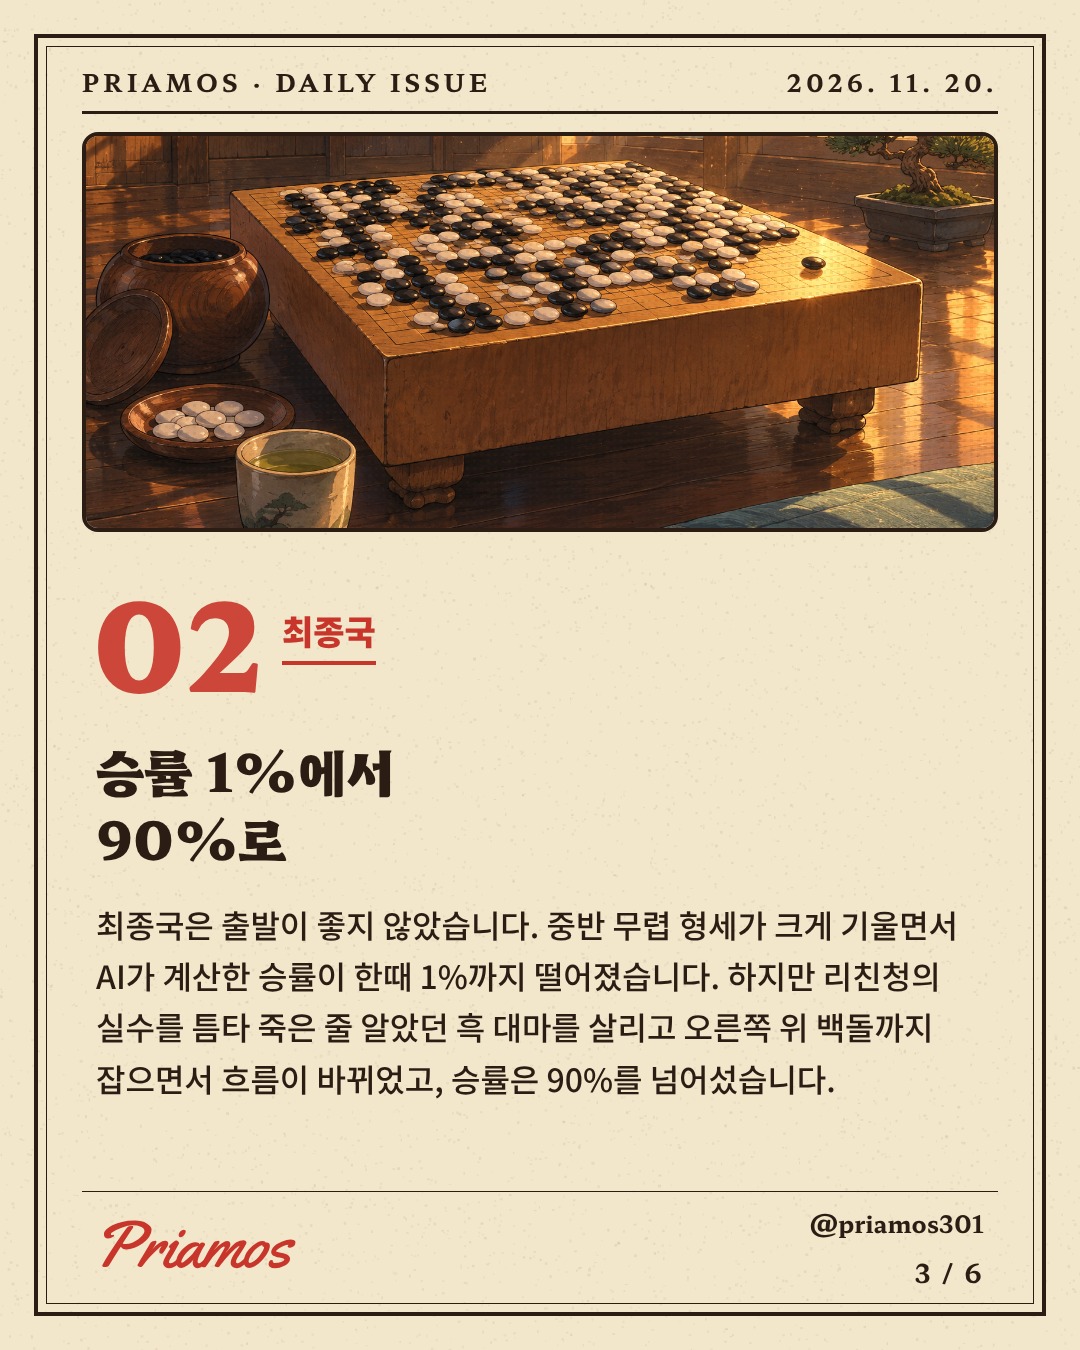 PRIAMOS · DAILY ISSUE
2026. 11. 20.
02 최종국
승률 1%에서
90%로
최종국은 출발이 좋지 않았습니다. 중반 무렵 형세가 크게 기울면서
AI가 계산한 승률이 한때 1%까지 떨어졌습니다. 하지만 리친청의
실수를 틈타 죽은 줄 알았던 흑 대마를 살리고 오른쪽 위 백돌까지
잡으면서 흐름이 바뀌었고, 승률은 90%를 넘어섰습니다.
Priamos
@priamos301
3 / 6